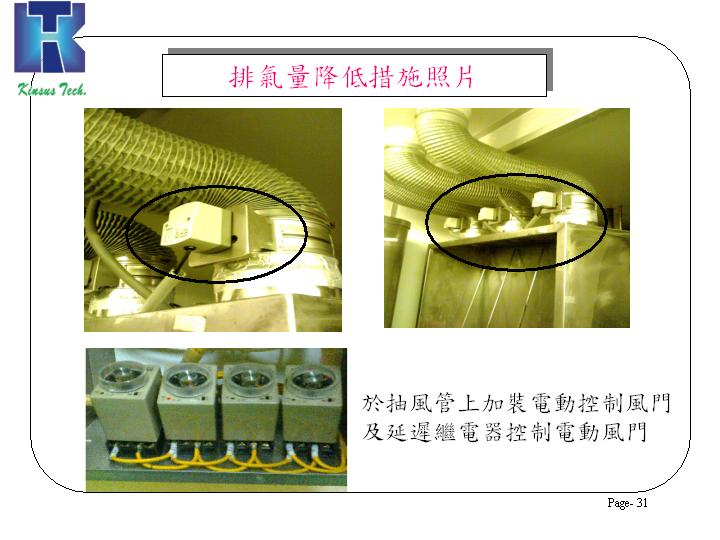 Kinsus Tech.
排氣量降低措施照片
於抽風管上加裝電動控制風門
及延遲繼電器控制電動風門
Page- 31